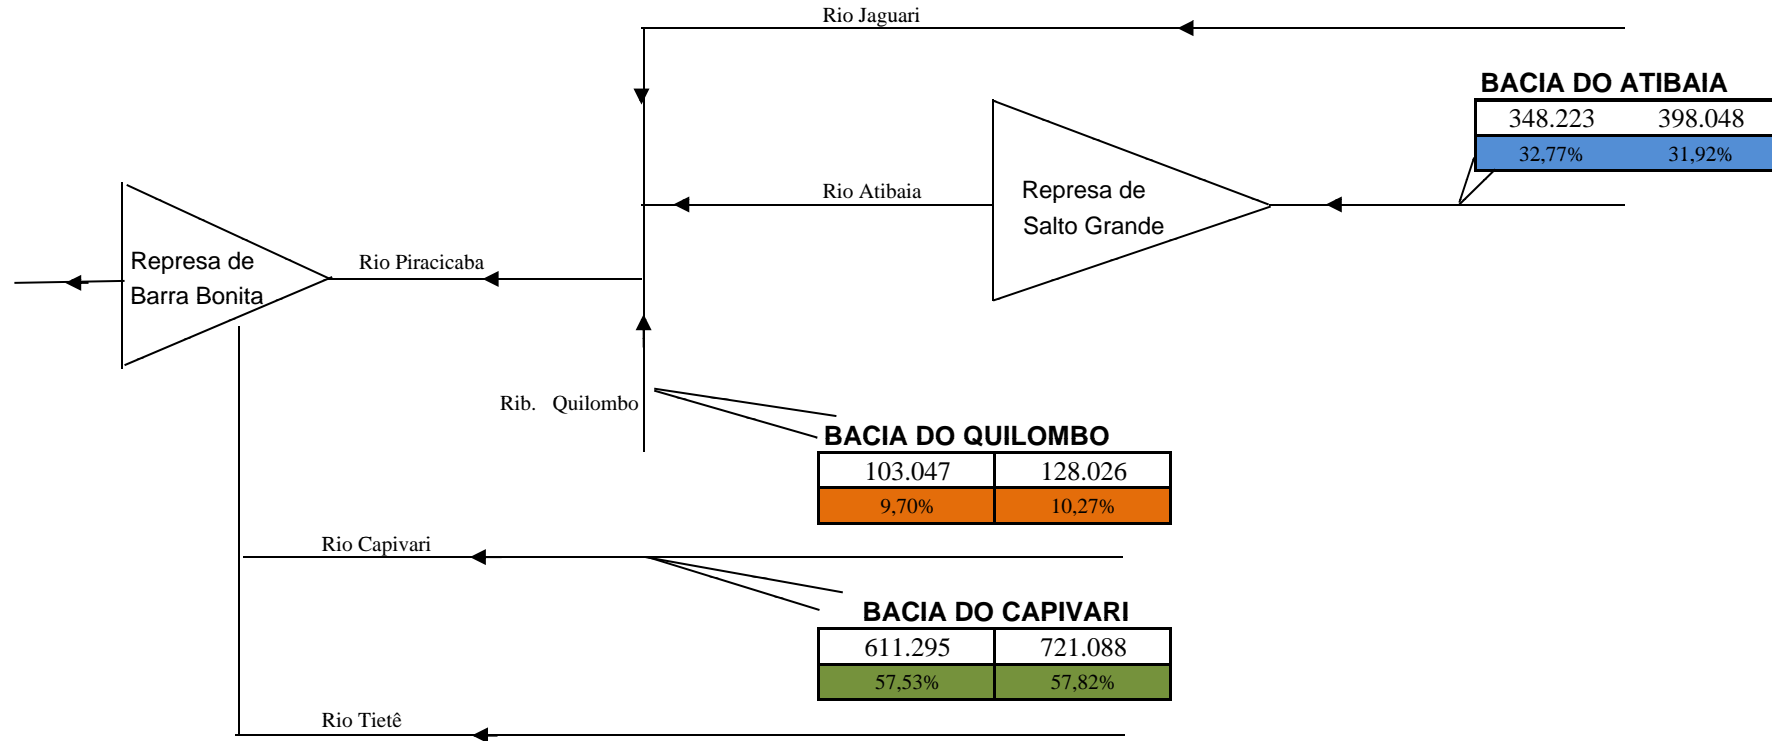 Rio Jaguari
BACIA DO ATIBAIA
348.223 398.048
32,77% 31,92%
Rio Atibaia
Represa de
Salto Grande
Represa de
Barra Bonita
Rio Piracicaba
Rib. Quilombo
BACIA DO QUILOMBO
103.047 128.026
9,70% 10,27%
Rio Capivari
BACIA DO CAPIVARI
611.295 721.088
57,53% 57,82%
Rio Tietê